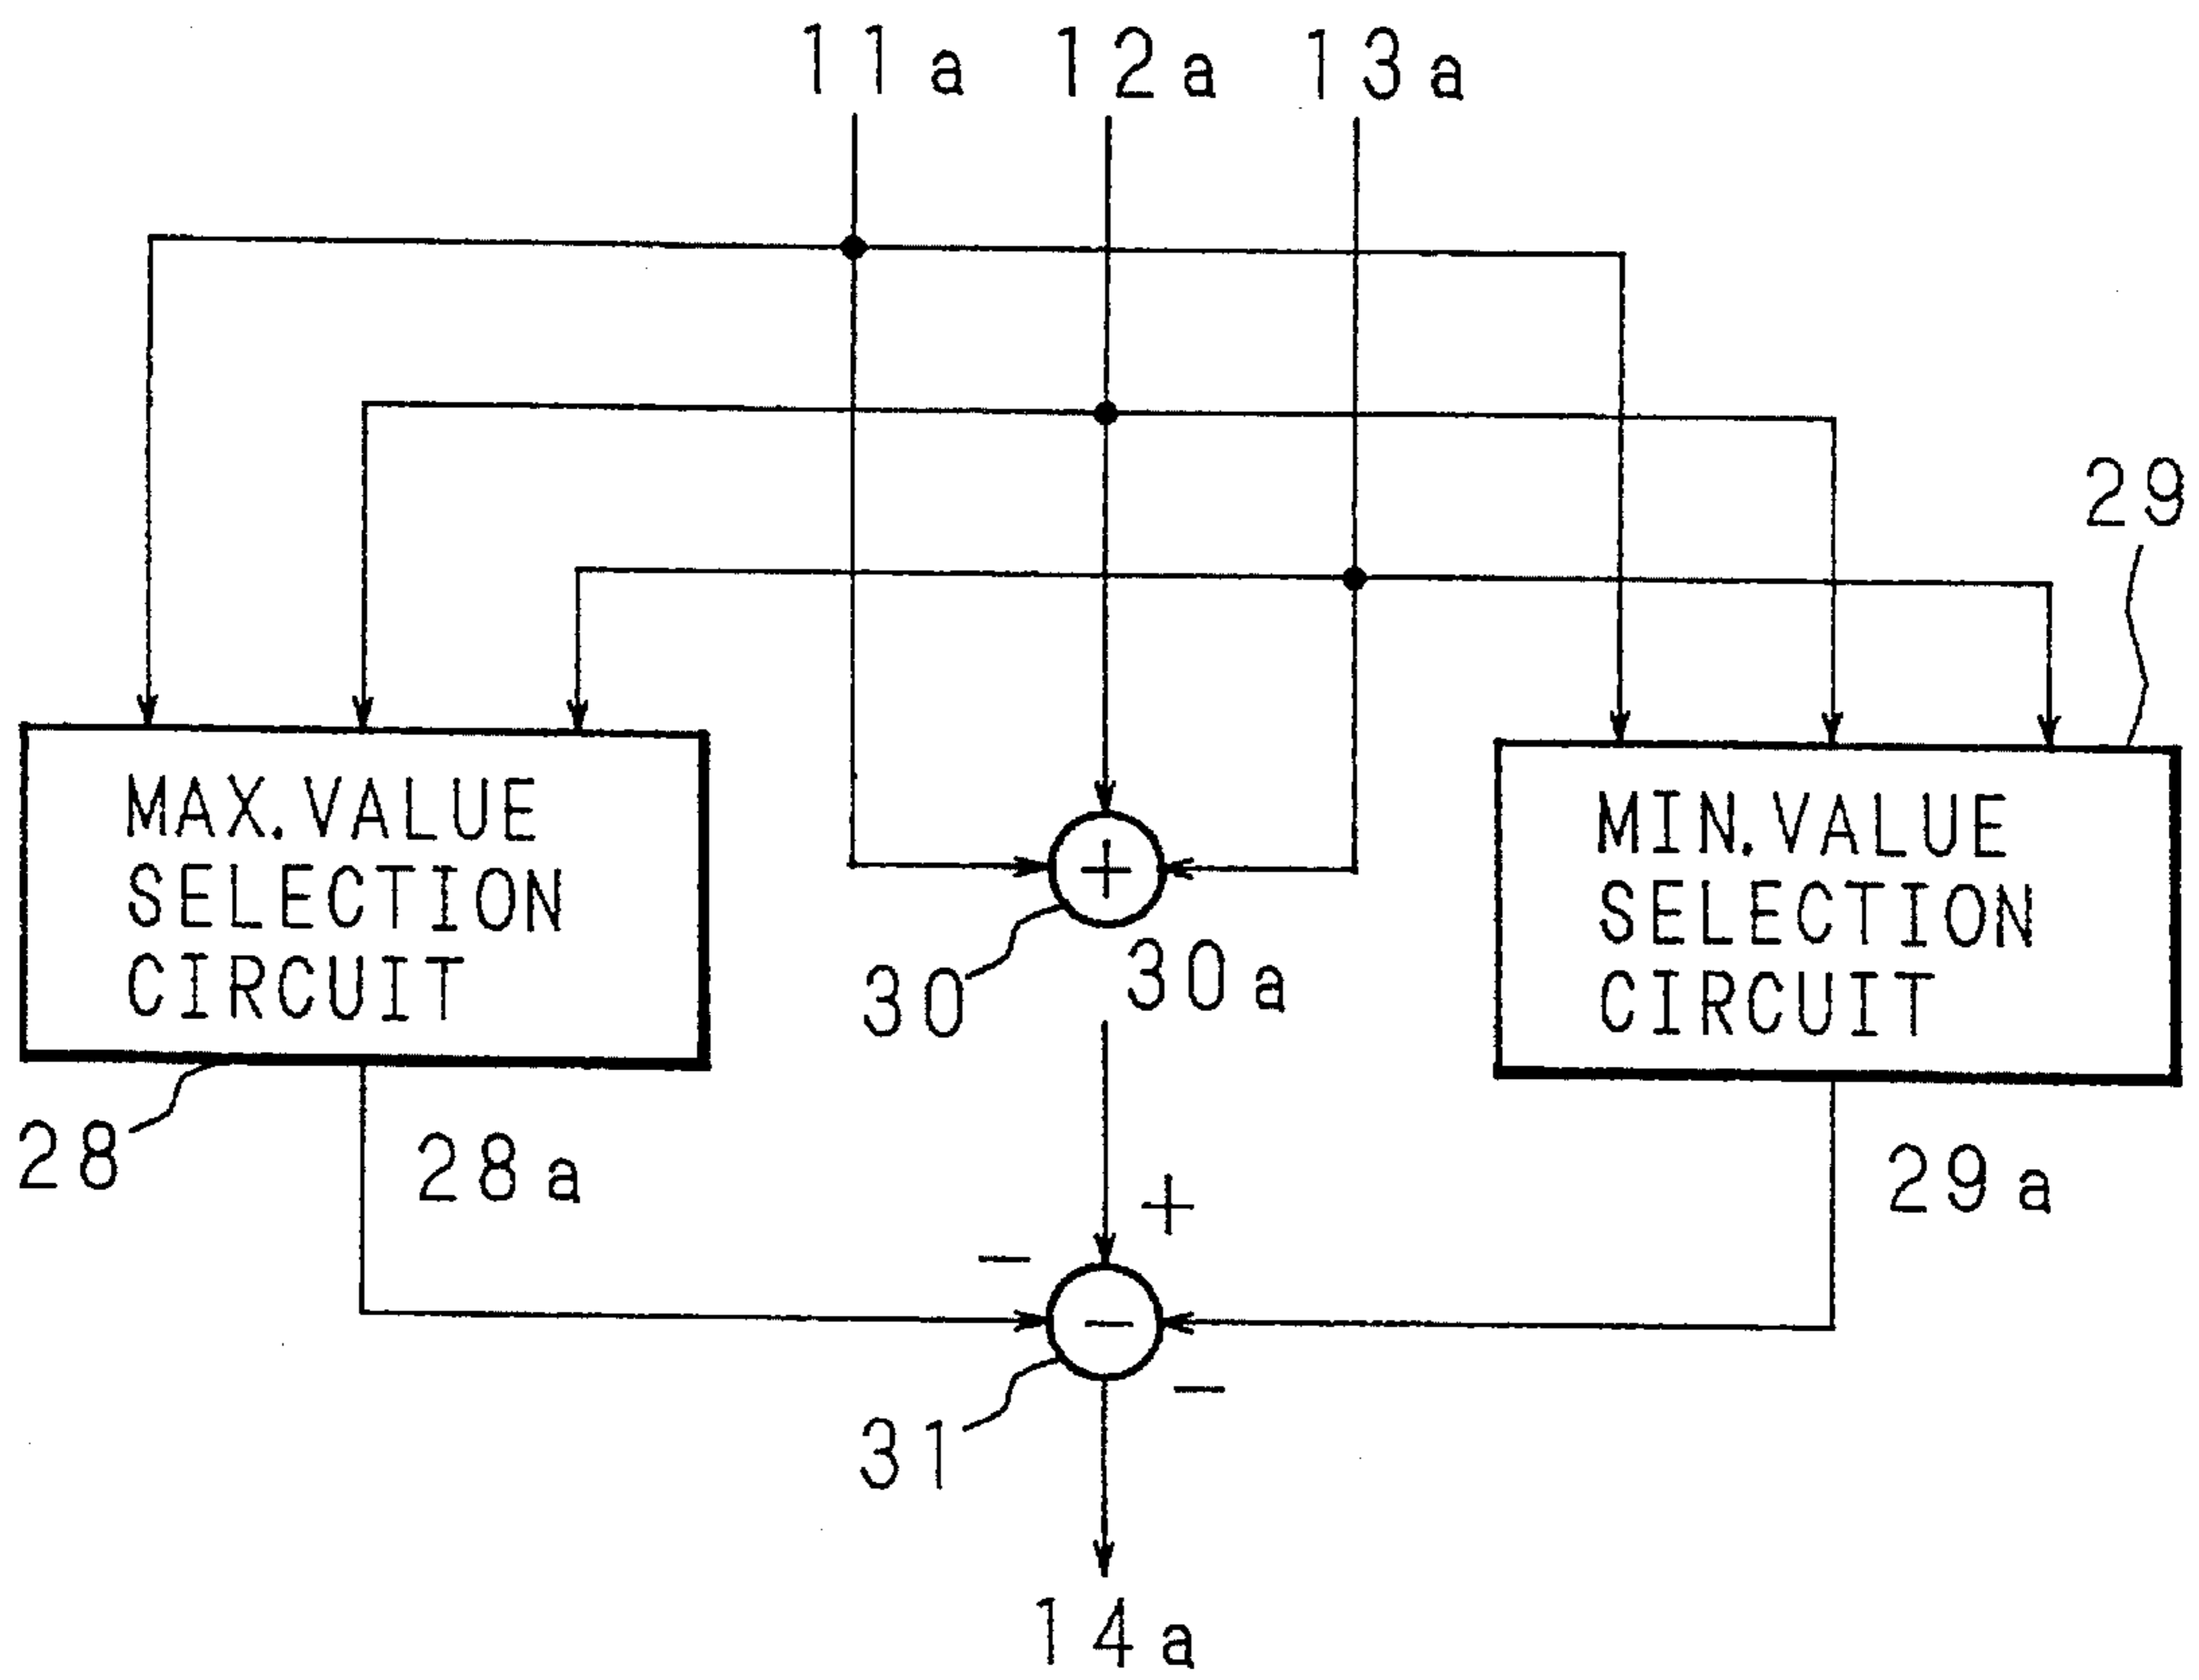 11a 12a 13a
29
MAX.VALUE
SELECTION
CIRCUIT
+
MIN.VALUE
SELECTION
CIRCUIT
30
30a
28
28a
29a
+
−
−
−
31
14a